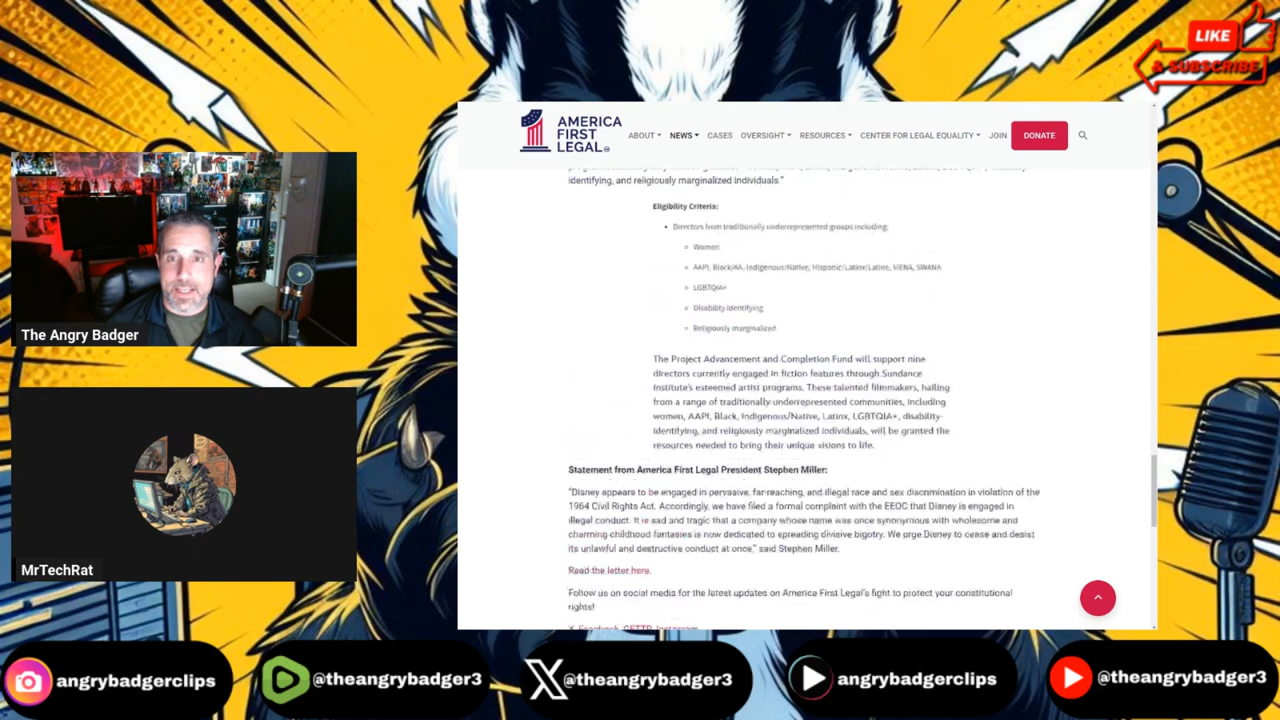 LIKE
& SUBSCRIBE
AMERICA
FIRST
LEGAL
ABOUT NEWS CASES OVERSIGHT RESOURCES CENTER FOR LEGAL EQUALITY JOIN DONATE
identifying, and religiously marginalized individuals.”
Eligibility Criteria:
• Directors from traditionally underrepresented groups including:
Women
AAPI, Black/AA, Indigenous/Native, Hispanic/Latinx/Latine, MENA, SWANA
LGBTQIA+
Disability identifying
Religiously marginalized
The Project Advancement and Completion Fund will support nine
directors currently engaged in fiction features through Sundance
Institute's esteemed artist programs. These talented filmmakers, hailing
from a range of traditionally underrepresented communities, including
women, AAPI, Black, Indigenous/Native, Latinx, LGBTQIA+, disability-
identifying, and religiously marginalized individuals, will be granted the
resources needed to bring their unique visions to life.
Statement from America First Legal President Stephen Miller:
“Disney appears to be engaged in pervasive, far-reaching, and illegal race and sex discrimination in violation of the
1964 Civil Rights Act. Accordingly, we have filed a formal complaint with the EEOC that Disney is engaged in
illegal conduct. It is sad and tragic that a company whose name was once synonymous with wholesome and
charming childhood fantasies is now dedicated to spreading divisive bigotry. We urge Disney to cease and desist
its unlawful and destructive conduct at once,” said Stephen Miller.
Read the letter here.
Follow us on social media for the latest updates on America First Legal's fight to protect your constitutional
rights!
The Angry Badger
MrTechRat
angrybadgerclips
@theangrybadger3
@theangrybadger3
angrybadgerclips
@theangrybadger3